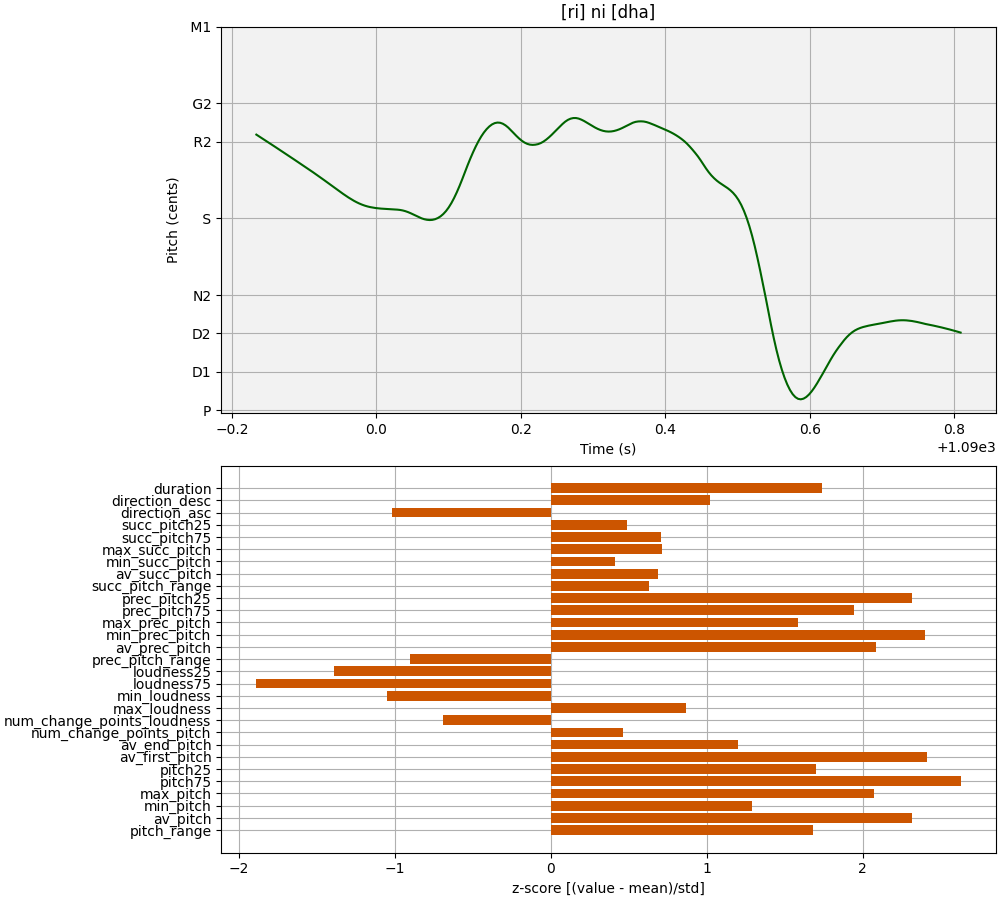 [ri] ni [dha]
M1
G2
R2
S
N2
D2
D1
P
Pitch (cents)
−0.2 0.0 0.2 0.4 0.6 0.8
Time (s)
+1.09e3
duration
direction_desc
direction_asc
succ_pitch25
succ_pitch75
max_succ_pitch
min_succ_pitch
av_succ_pitch
succ_pitch_range
prec_pitch25
prec_pitch75
max_prec_pitch
min_prec_pitch
av_prec_pitch
prec_pitch_range
loudness25
loudness75
min_loudness
max_loudness
num_change_points_loudness
num_change_points_pitch
av_end_pitch
av_first_pitch
pitch25
pitch75
max_pitch
min_pitch
av_pitch
pitch_range
−2 −1 0 1 2
z-score [(value - mean)/std]